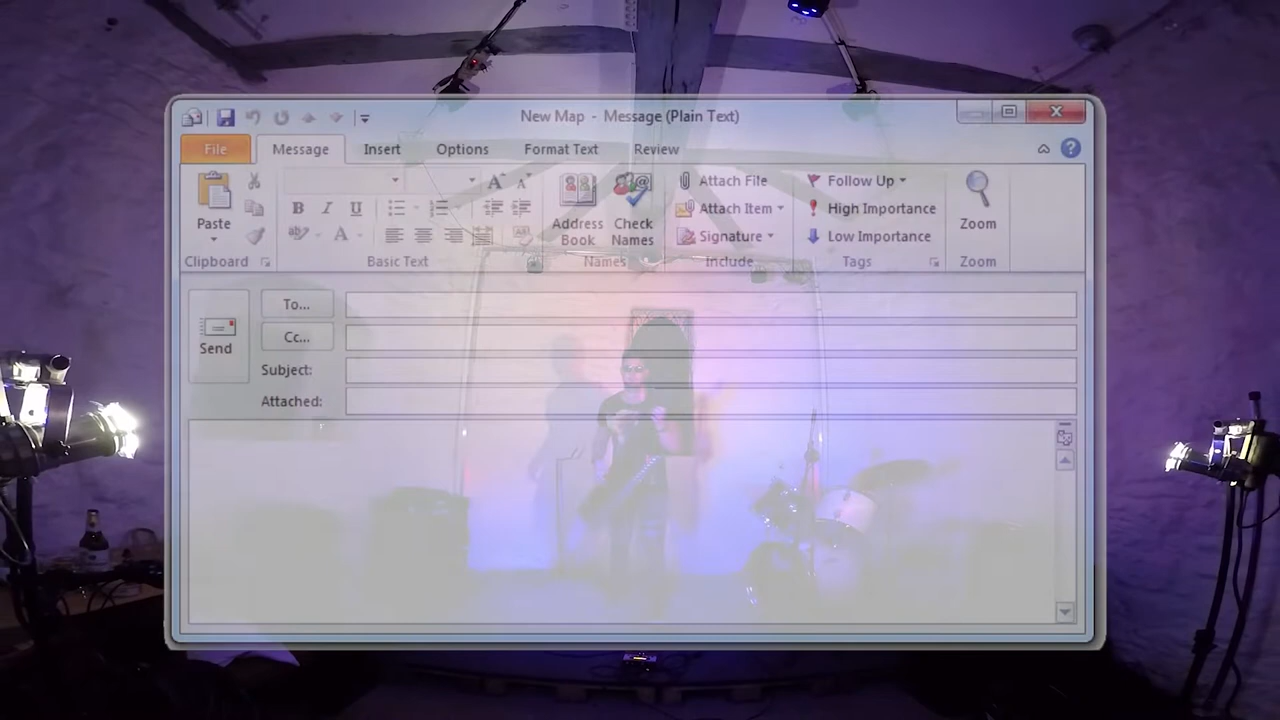 New Map - Message (Plain Text)
File Message Insert Options Format Text Review
Paste
Clipboard
B I U
A
Basic Text
Address Book
Check Names
Names
Attach File
Attach Item
Signature
Include
Follow Up
High Importance
Low Importance
Tags
Zoom
Zoom
Send
To...
Cc...
Subject:
Attached: